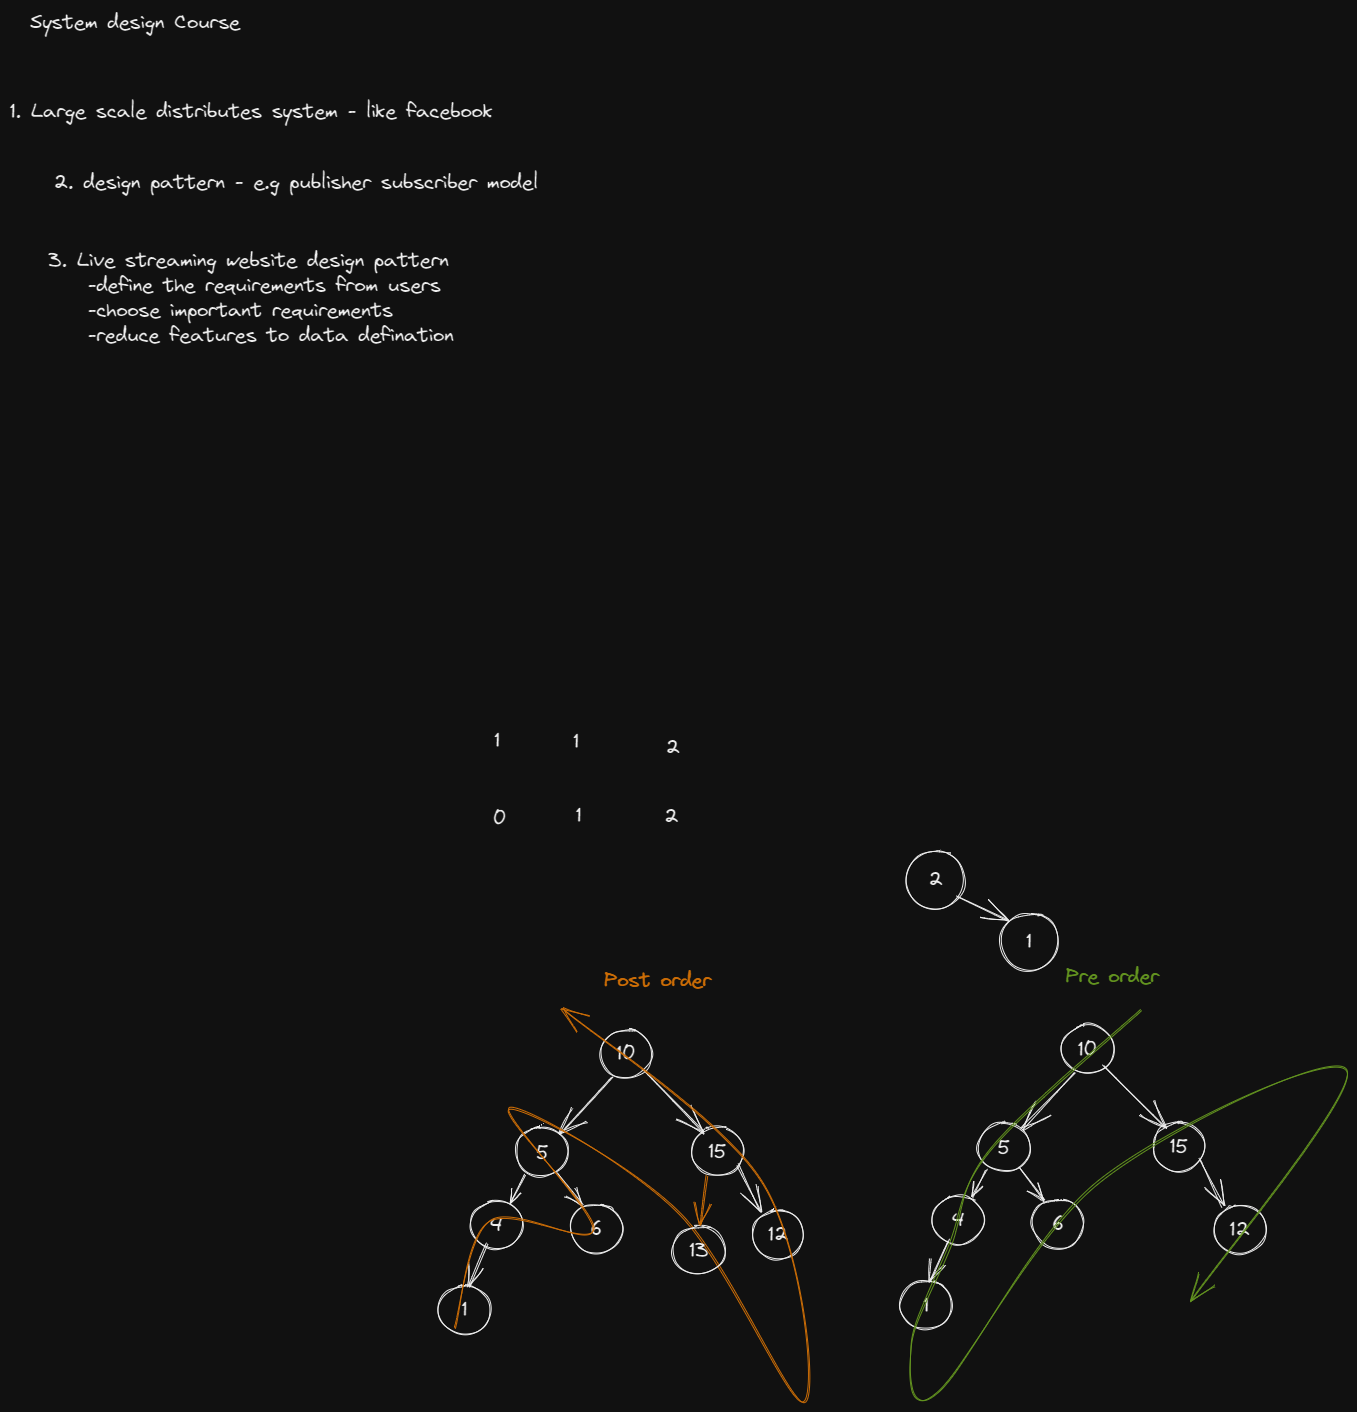 System design Course
1. Large scale distributes system - like facebook
2. design pattern - e.g publisher subscriber model
3. Live streaming website design pattern
-define the requirements from users
-choose important requirements
-reduce features to data defination
1 1 2
0 1 2
2
1
Post order
10
5 15
4 6 13 12
1
Pre order
10
5 15
4 6 12
1